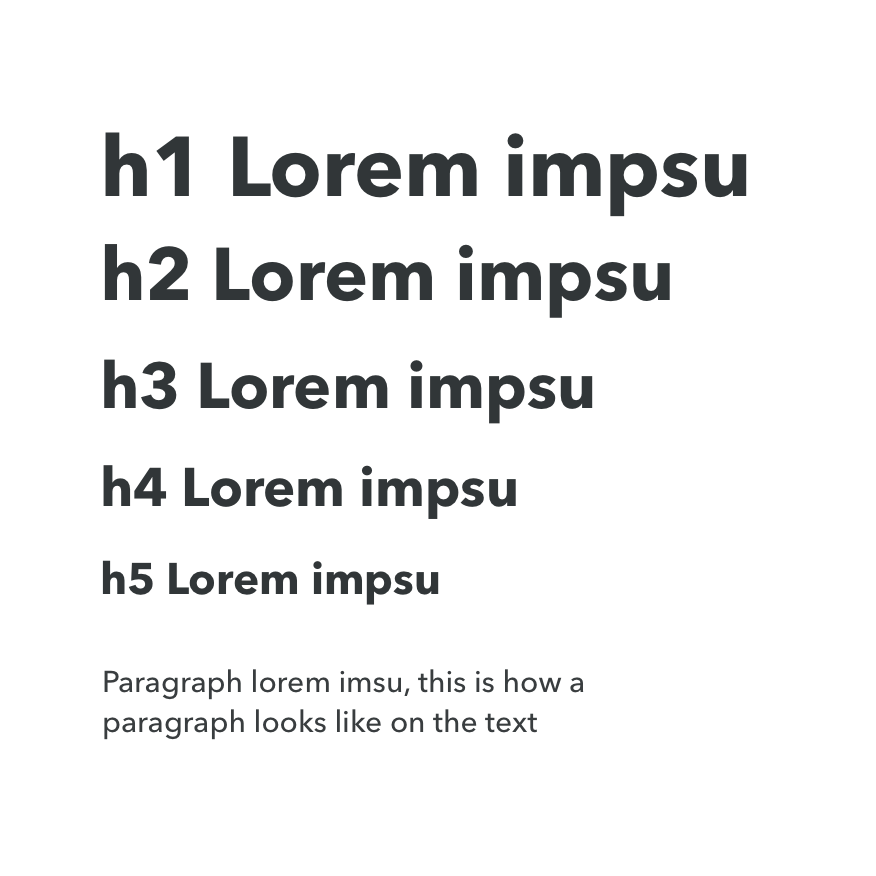 h1 Lorem impsu
h2 Lorem impsu
h3 Lorem impsu
h4 Lorem impsu
h5 Lorem impsu
Paragraph lorem imsu, this is how a
paragraph looks like on the text